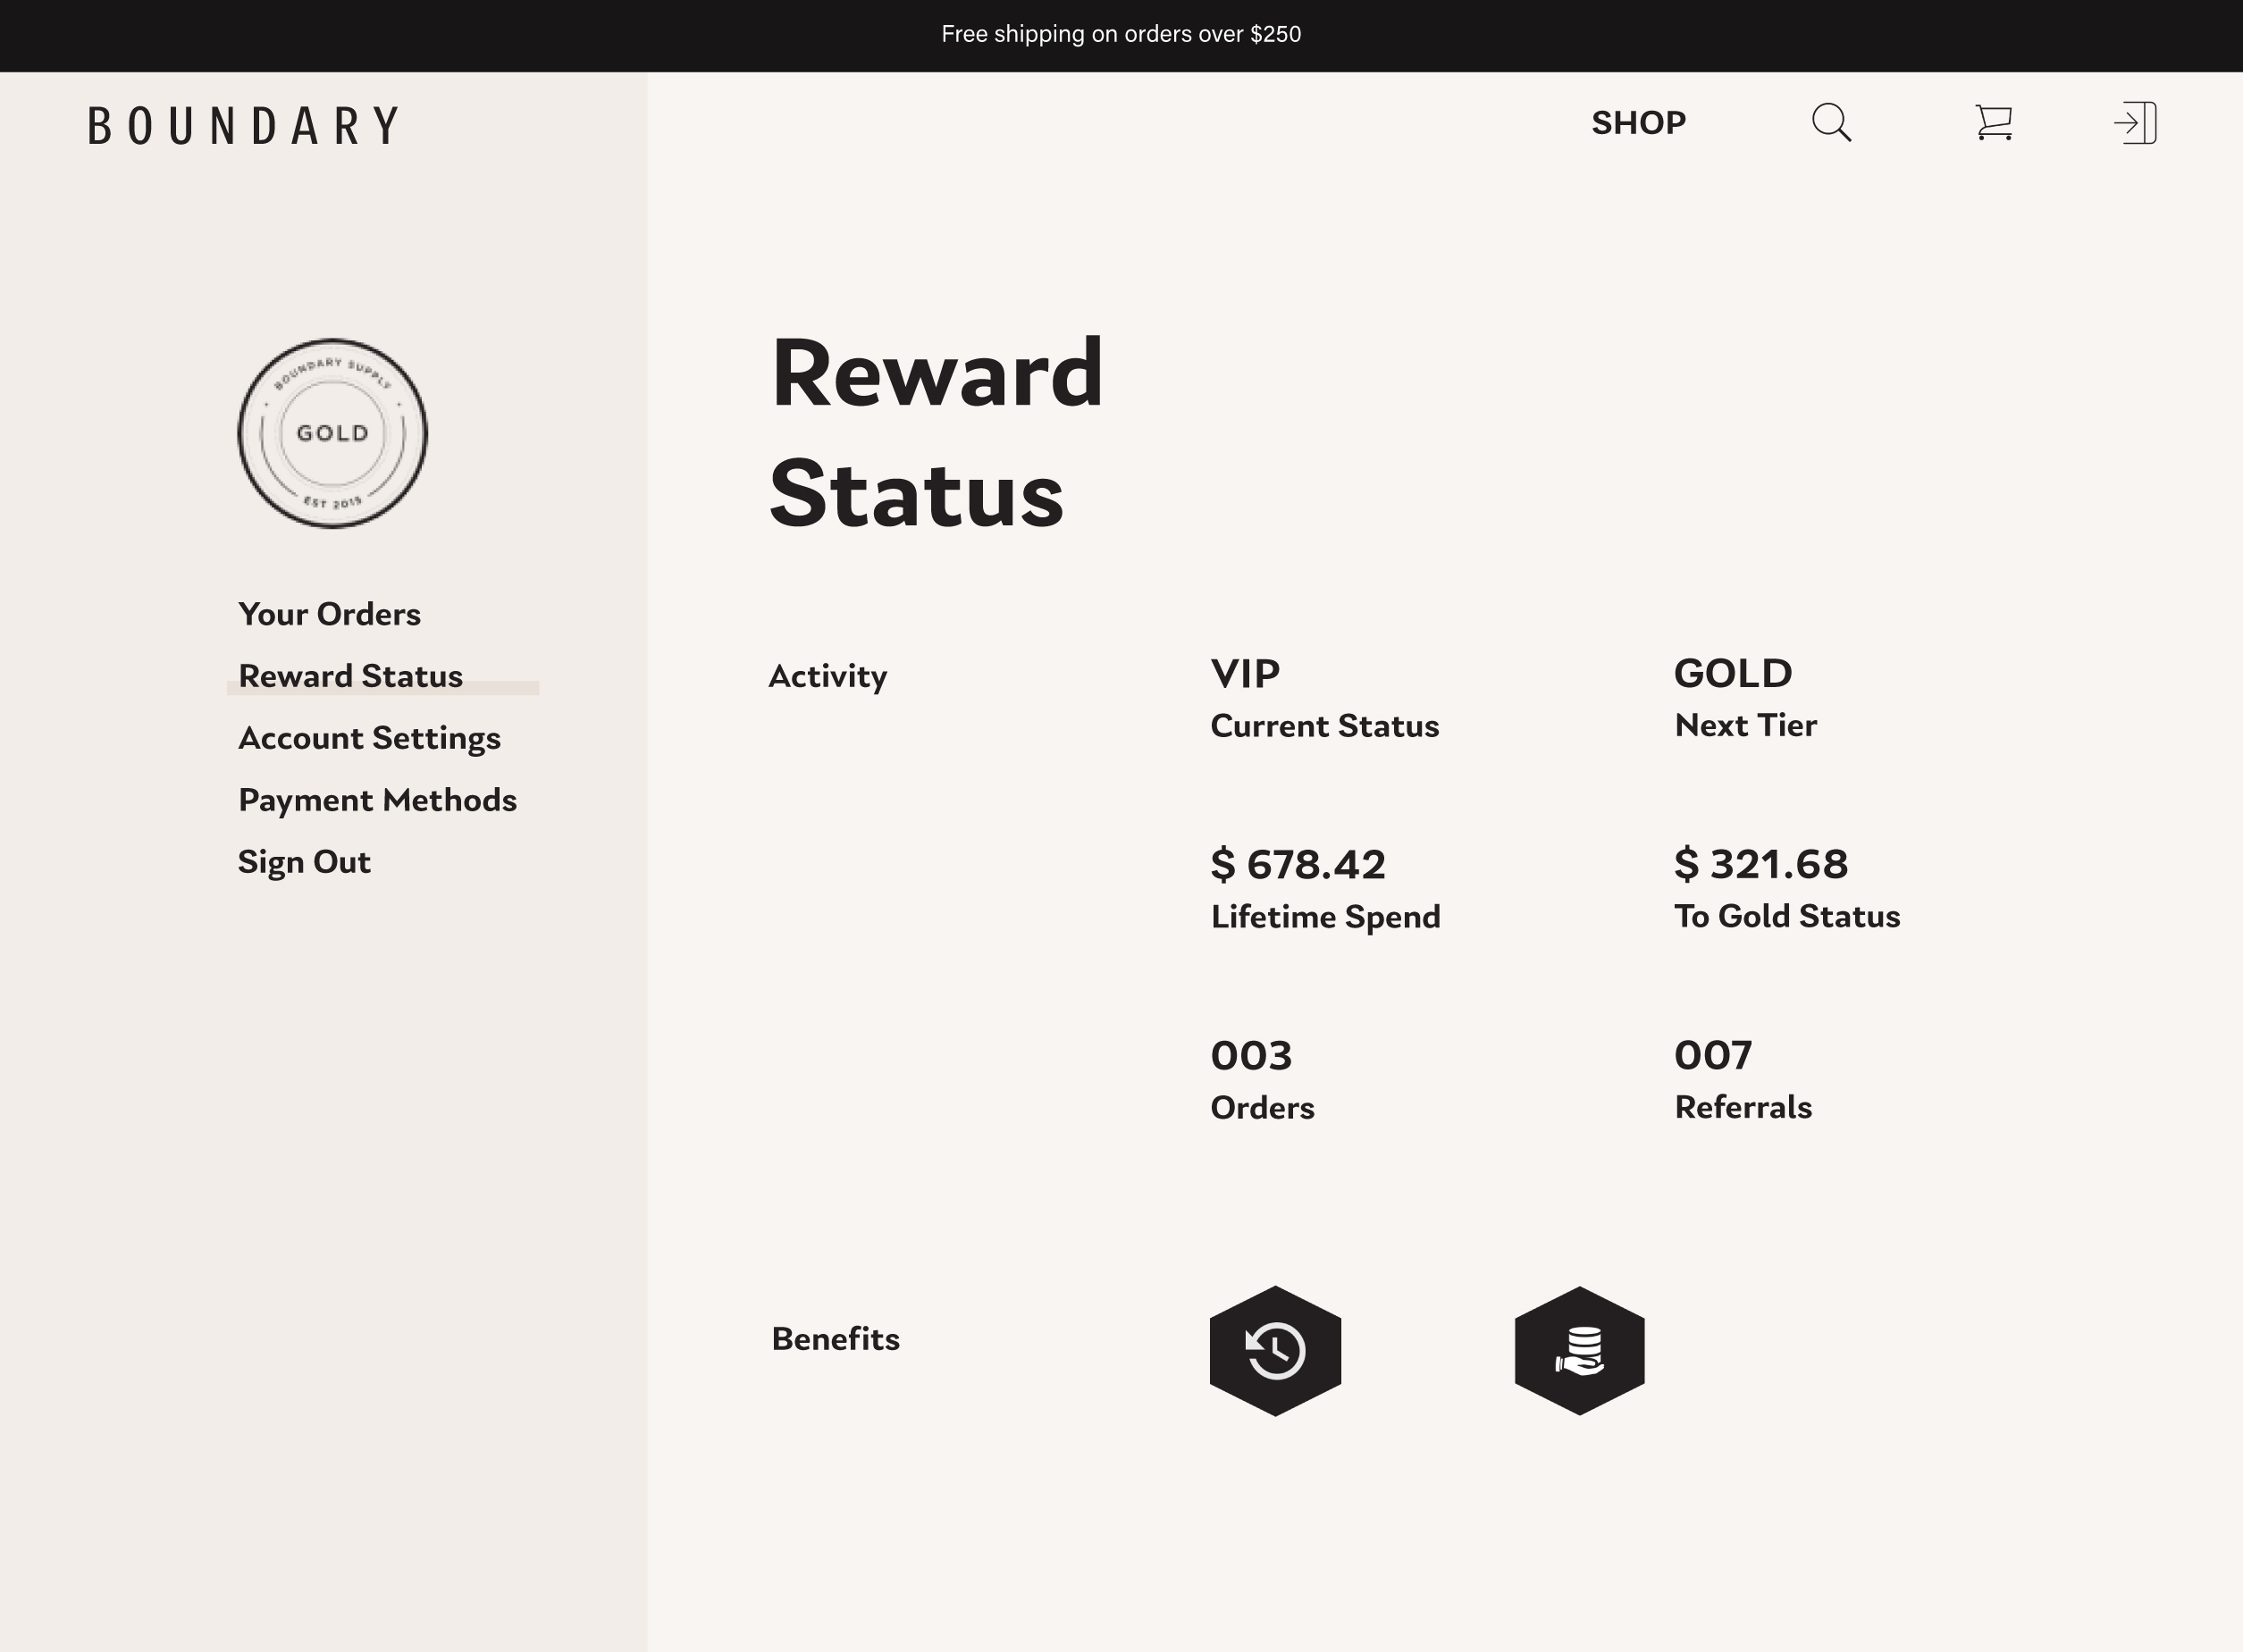 Free shipping on orders over $250
BOUNDARY
SHOP
BOUNDARY SUPPLY
GOLD
EST 2015
Your Orders
Reward Status
Account Settings
Payment Methods
Sign Out
Reward
Status
Activity
VIP
Current Status
GOLD
Next Tier
$ 678.42
Lifetime Spend
$ 321.68
To Gold Status
003
Orders
007
Referrals
Benefits